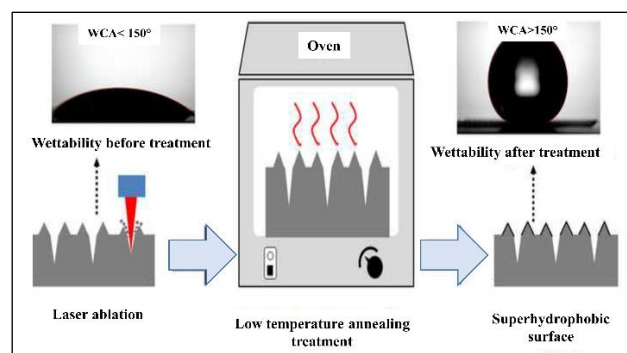 WCA< 150°
Wettability before treatment
Laser ablation
Oven
Low temperature annealing
treatment
WCA>150°
Wettability after treatment
Superhydrophobic
surface